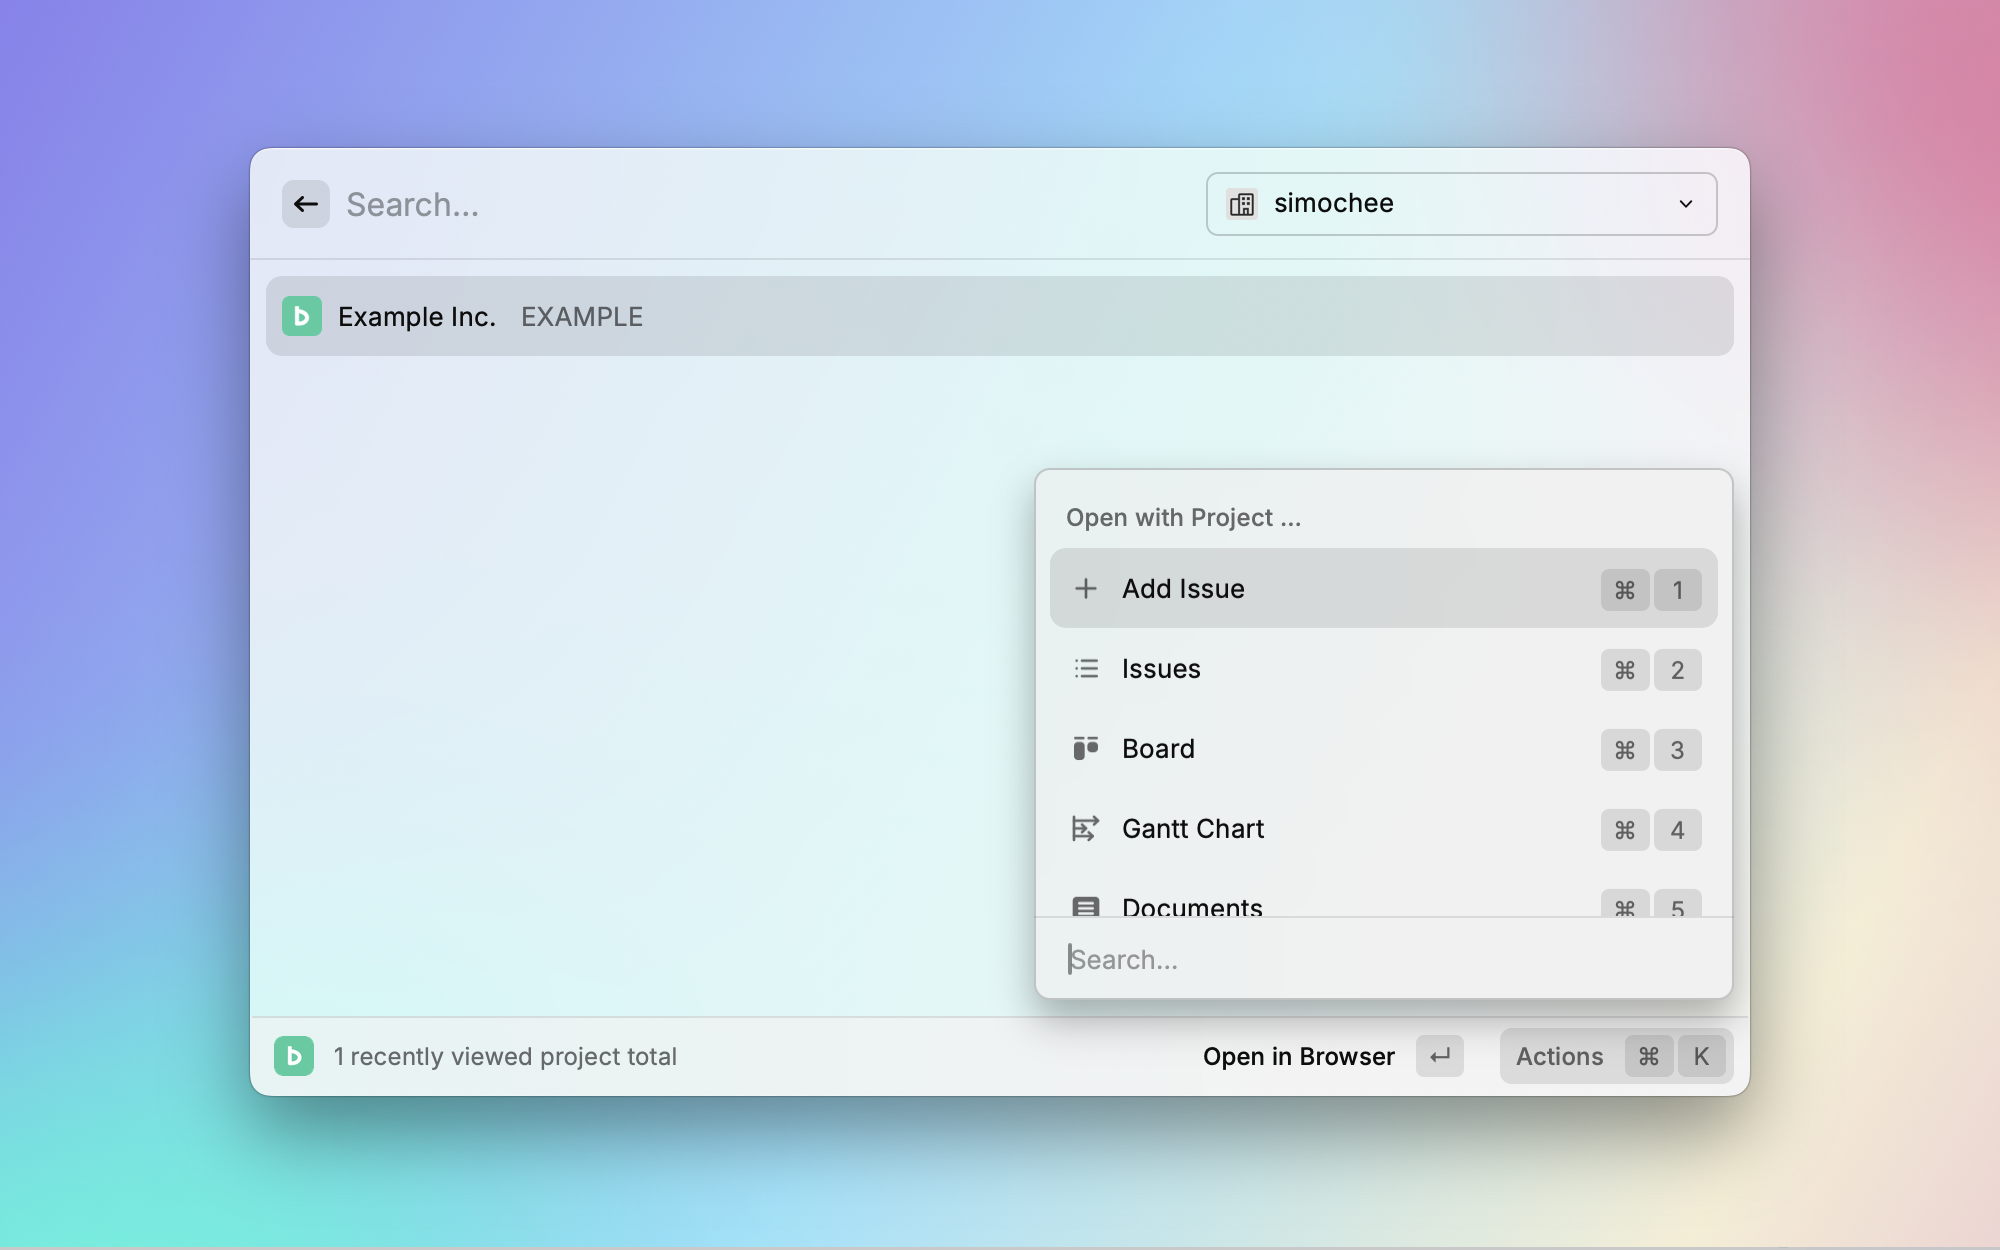 Search...
simochee
Example Inc. EXAMPLE
Open with Project ...
Add Issue ⌘ 1
Issues ⌘ 2
Board ⌘ 3
Gantt Chart ⌘ 4
Documents ⌘ 5
Search...
1 recently viewed project total
Open in Browser ↵
Actions ⌘ K